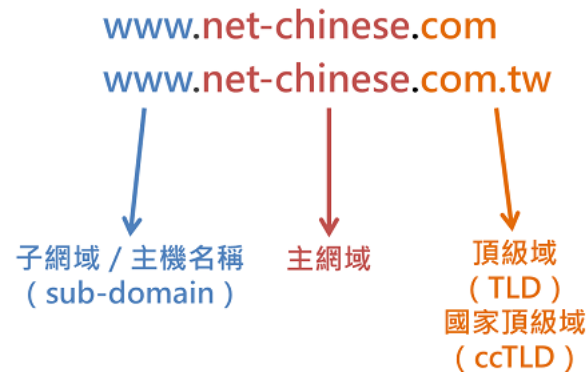 www.net-chinese.com
www.net-chinese.com.tw
子網域 / 主機名稱
( sub-domain )
主網域
頂級域
( TLD )
國家頂級域
( ccTLD )